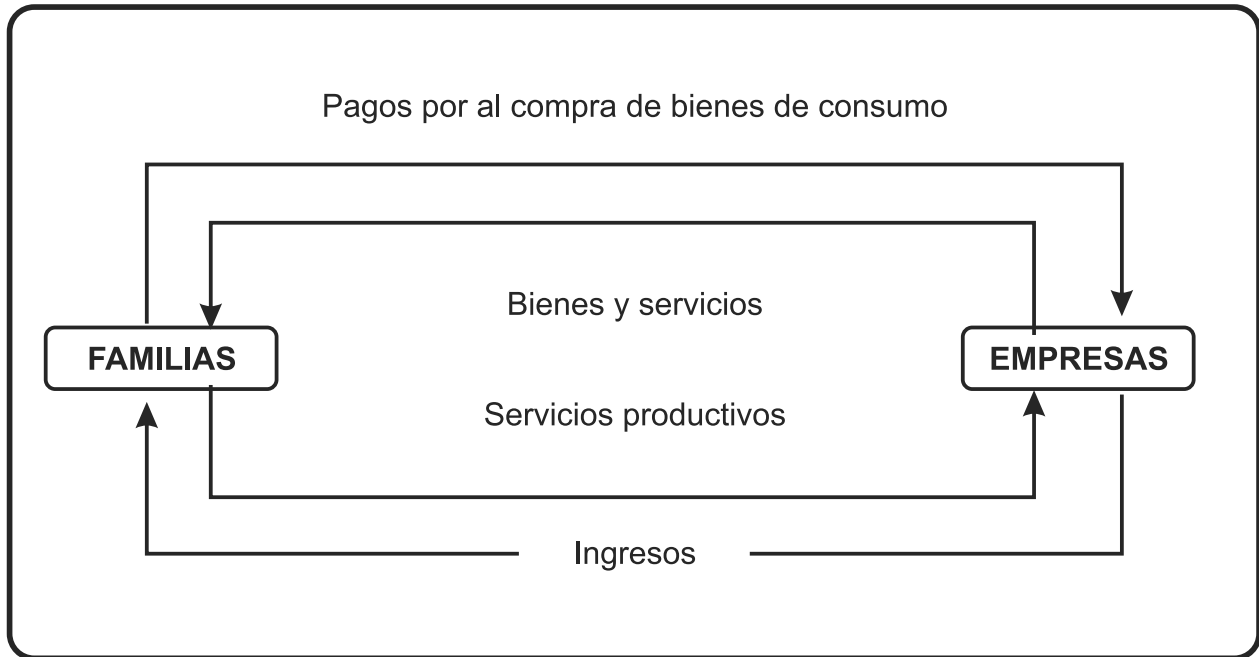 Pagos por al compra de bienes de consumo
Bienes y servicios
FAMILIAS
EMPRESAS
Servicios productivos
Ingresos